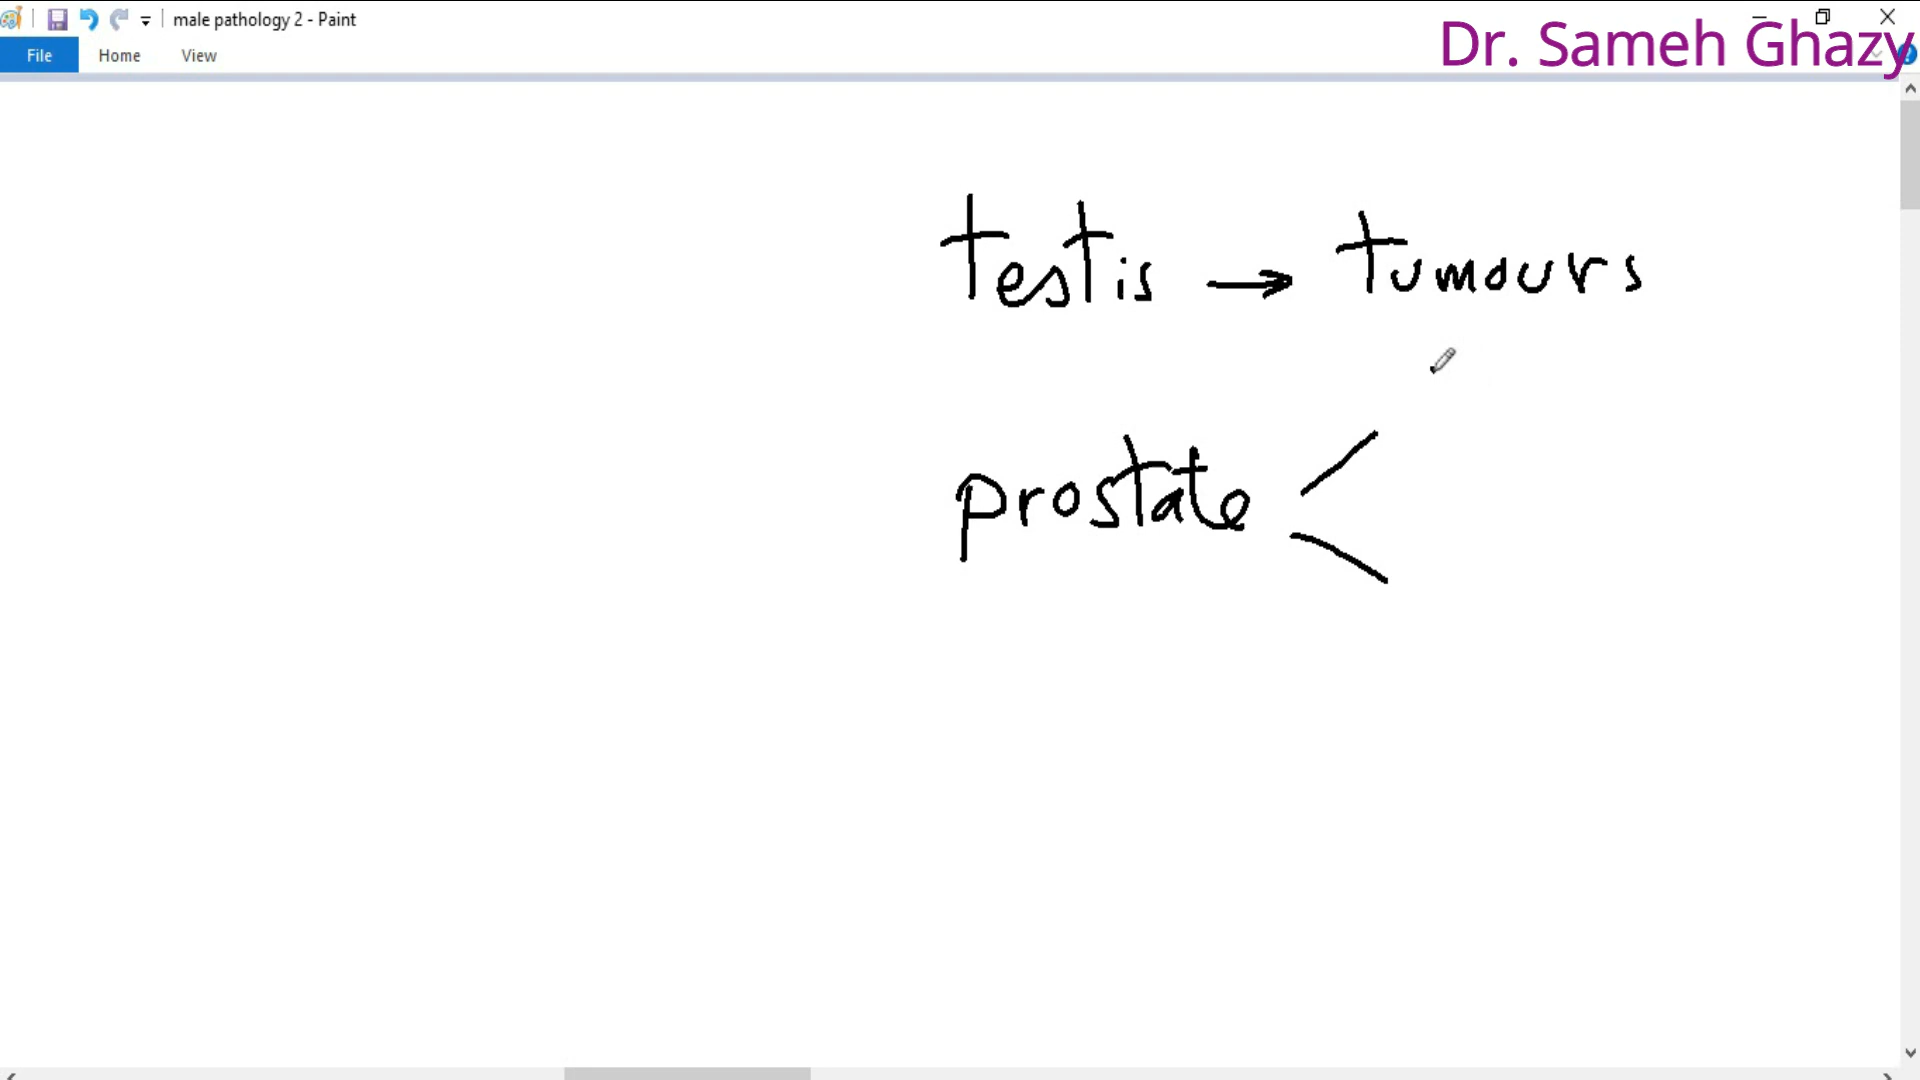 male pathology 2 - Paint
Dr. Sameh Ghazy
File Home View
testis → tumours
prostate